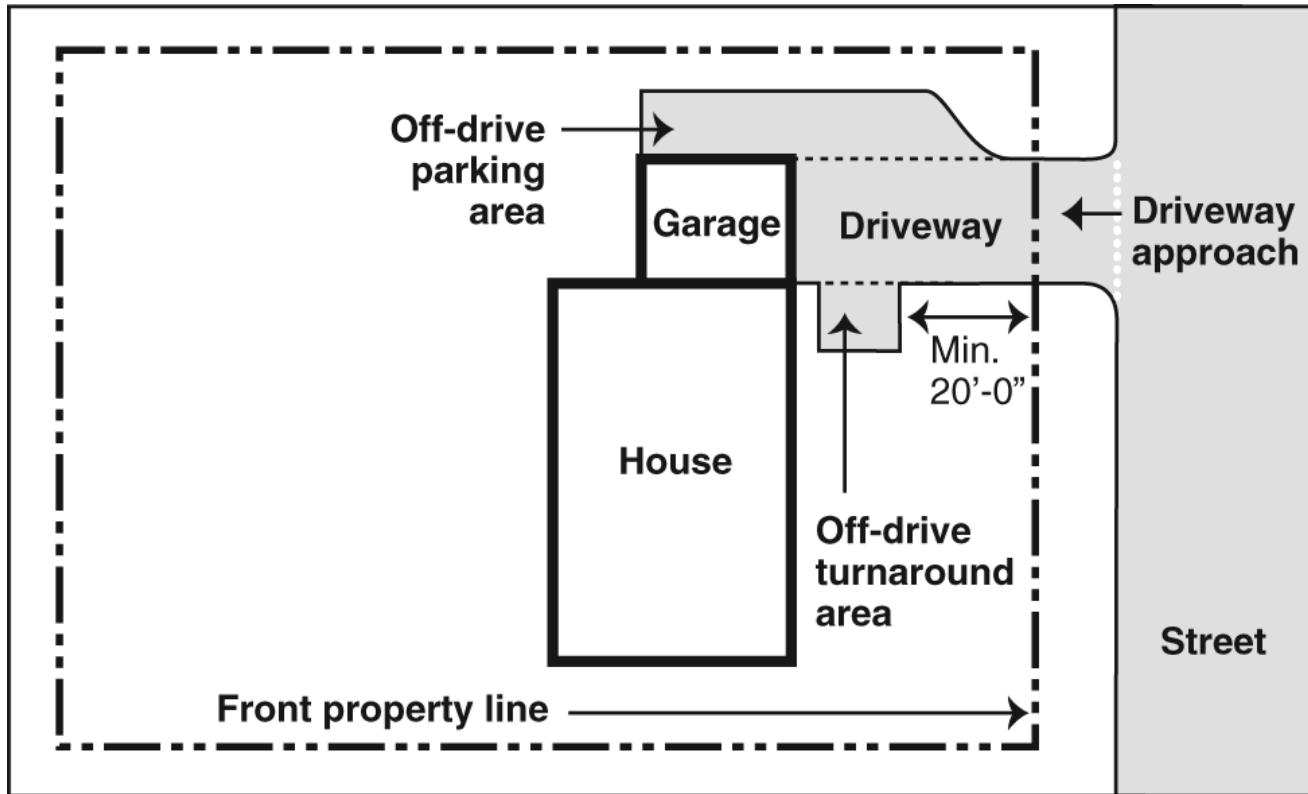 Off-drive
parking
area
Garage
Driveway
Driveway
approach
Min.
20’-0”
House
Off-drive
turnaround
area
Street
Front property line